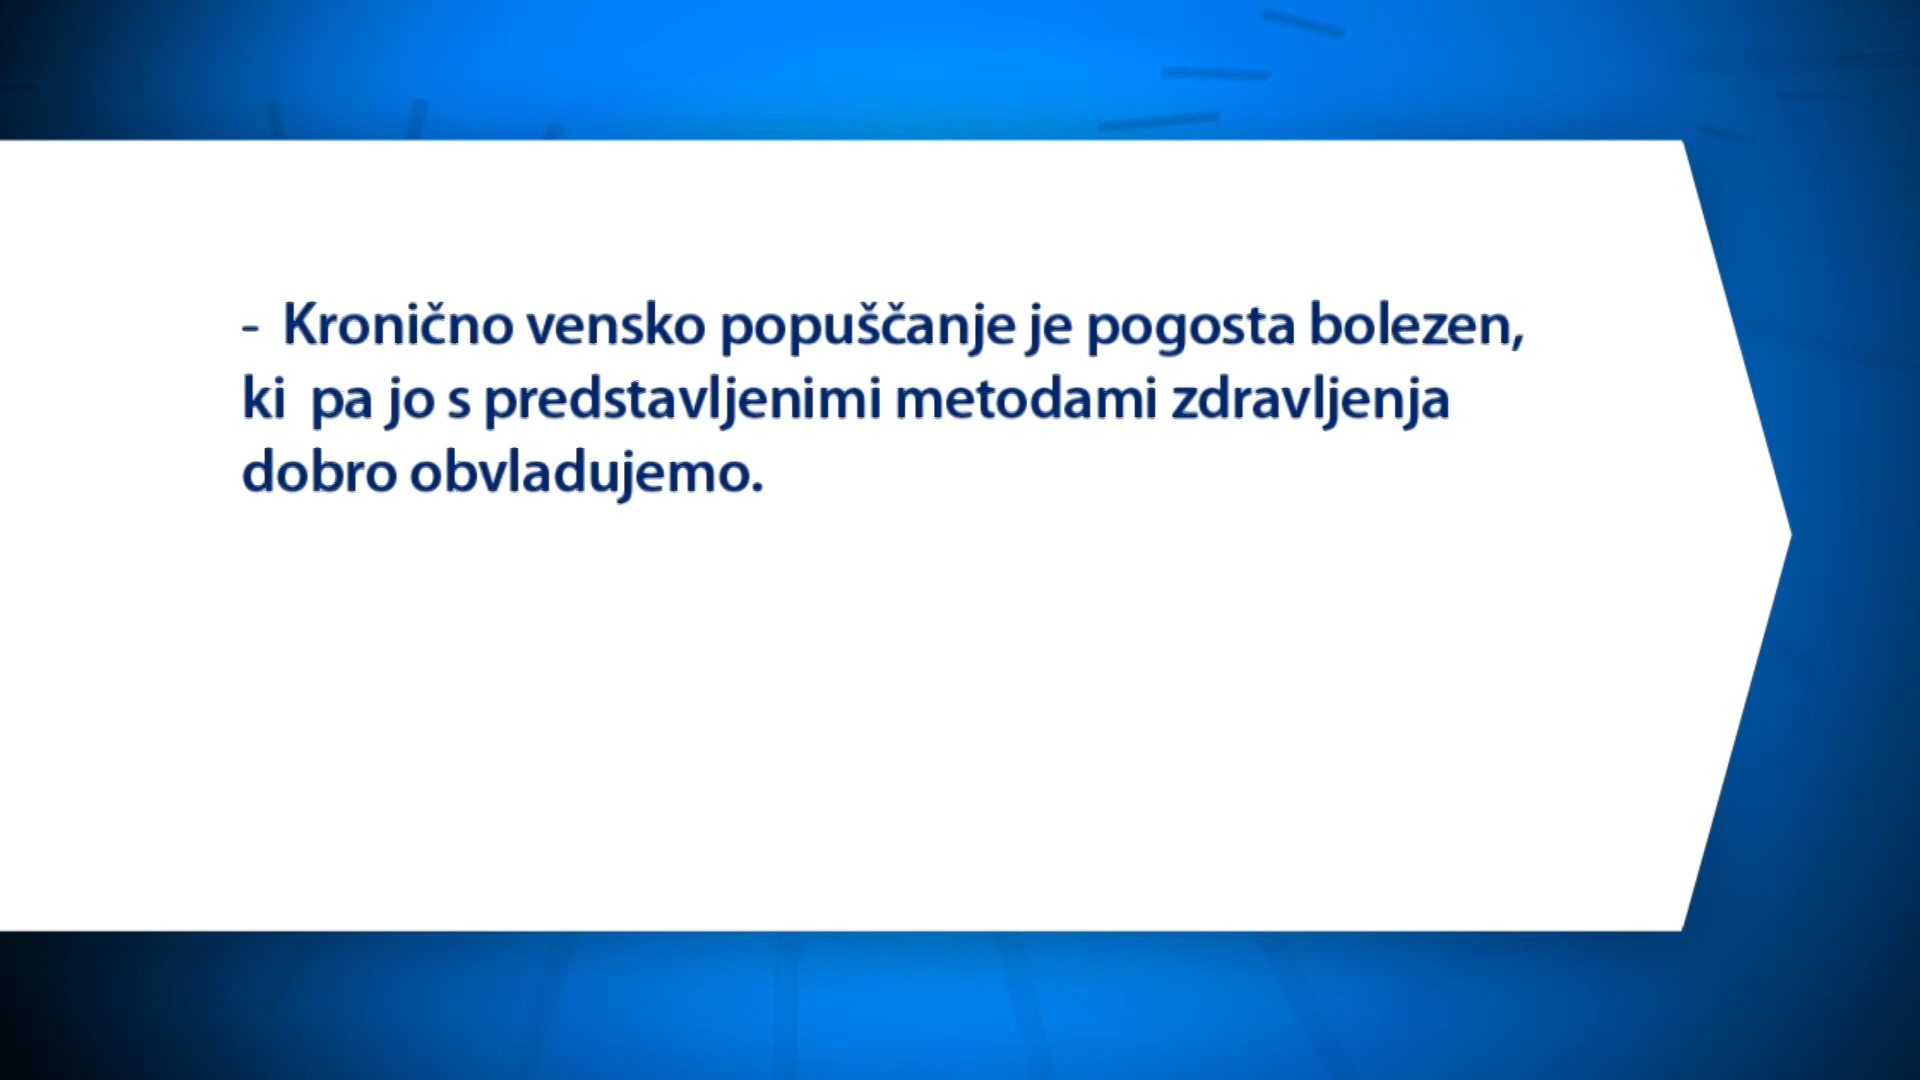 - Kronično vensko popuščanje je pogosta bolezen,
ki pa jo s predstavljenimi metodami zdravljenja
dobro obvladujemo.